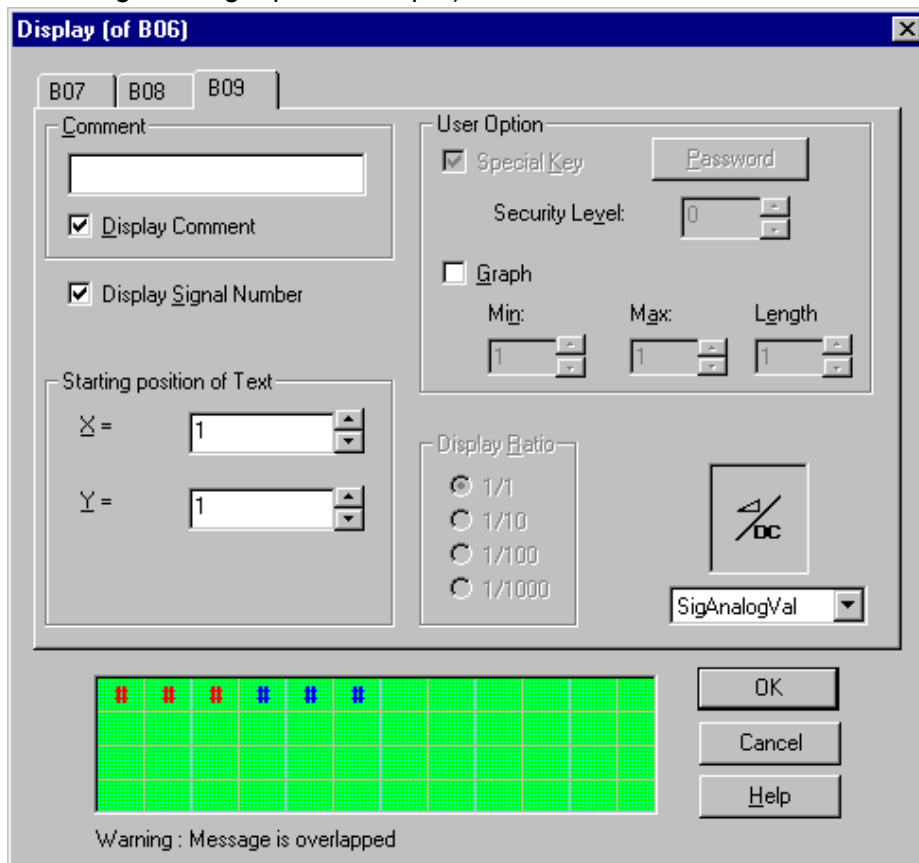 Display (of B06)
B07 B08 B09
Comment
Display Comment
Display Signal Number
Starting position of Text
X = 1
Y = 1
User Option
Special Key Password
Security Level: 0
Graph
Min: Max: Length
1 1 1
Display Ratio
1/1
1/10
1/100
1/1000
DC
SigAnalogVal
# # # # # #
OK
Cancel
Help
Warning : Message is overlapped